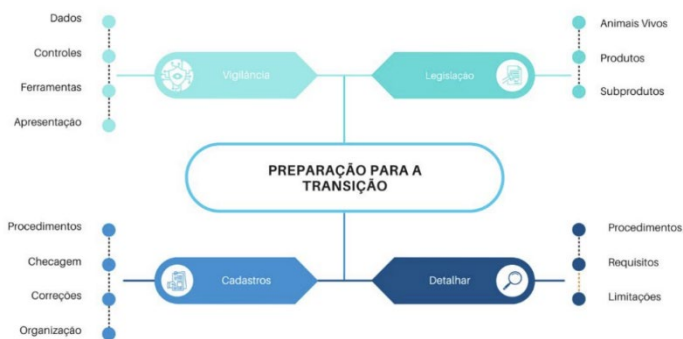 Dados
Controles
Ferramentas
Apresentação
Vigilância
Legislação
Animais Vivos
Produtos
Subprodutos
PREPARAÇÃO PARA A
TRANSIÇÃO
Procedimentos
Checagem
Correções
Organização
Cadastros
Detalhar
Procedimentos
Requisitos
Limitações